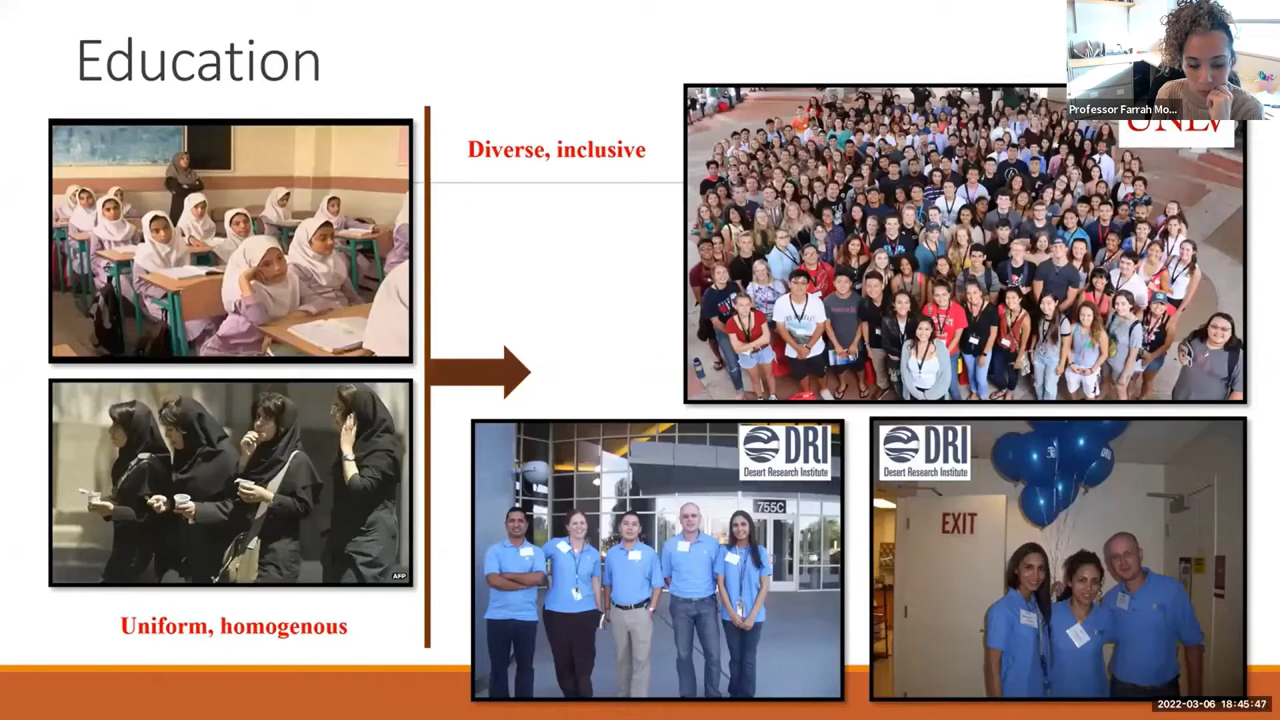 Education
Professor Farrah Mo...
UNLV
Diverse, inclusive
AFP
Uniform, homogenous
DRI
Desert Research Institute
755C
DRI
Desert Research Institute
EXIT
2022-03-06 18:45:47